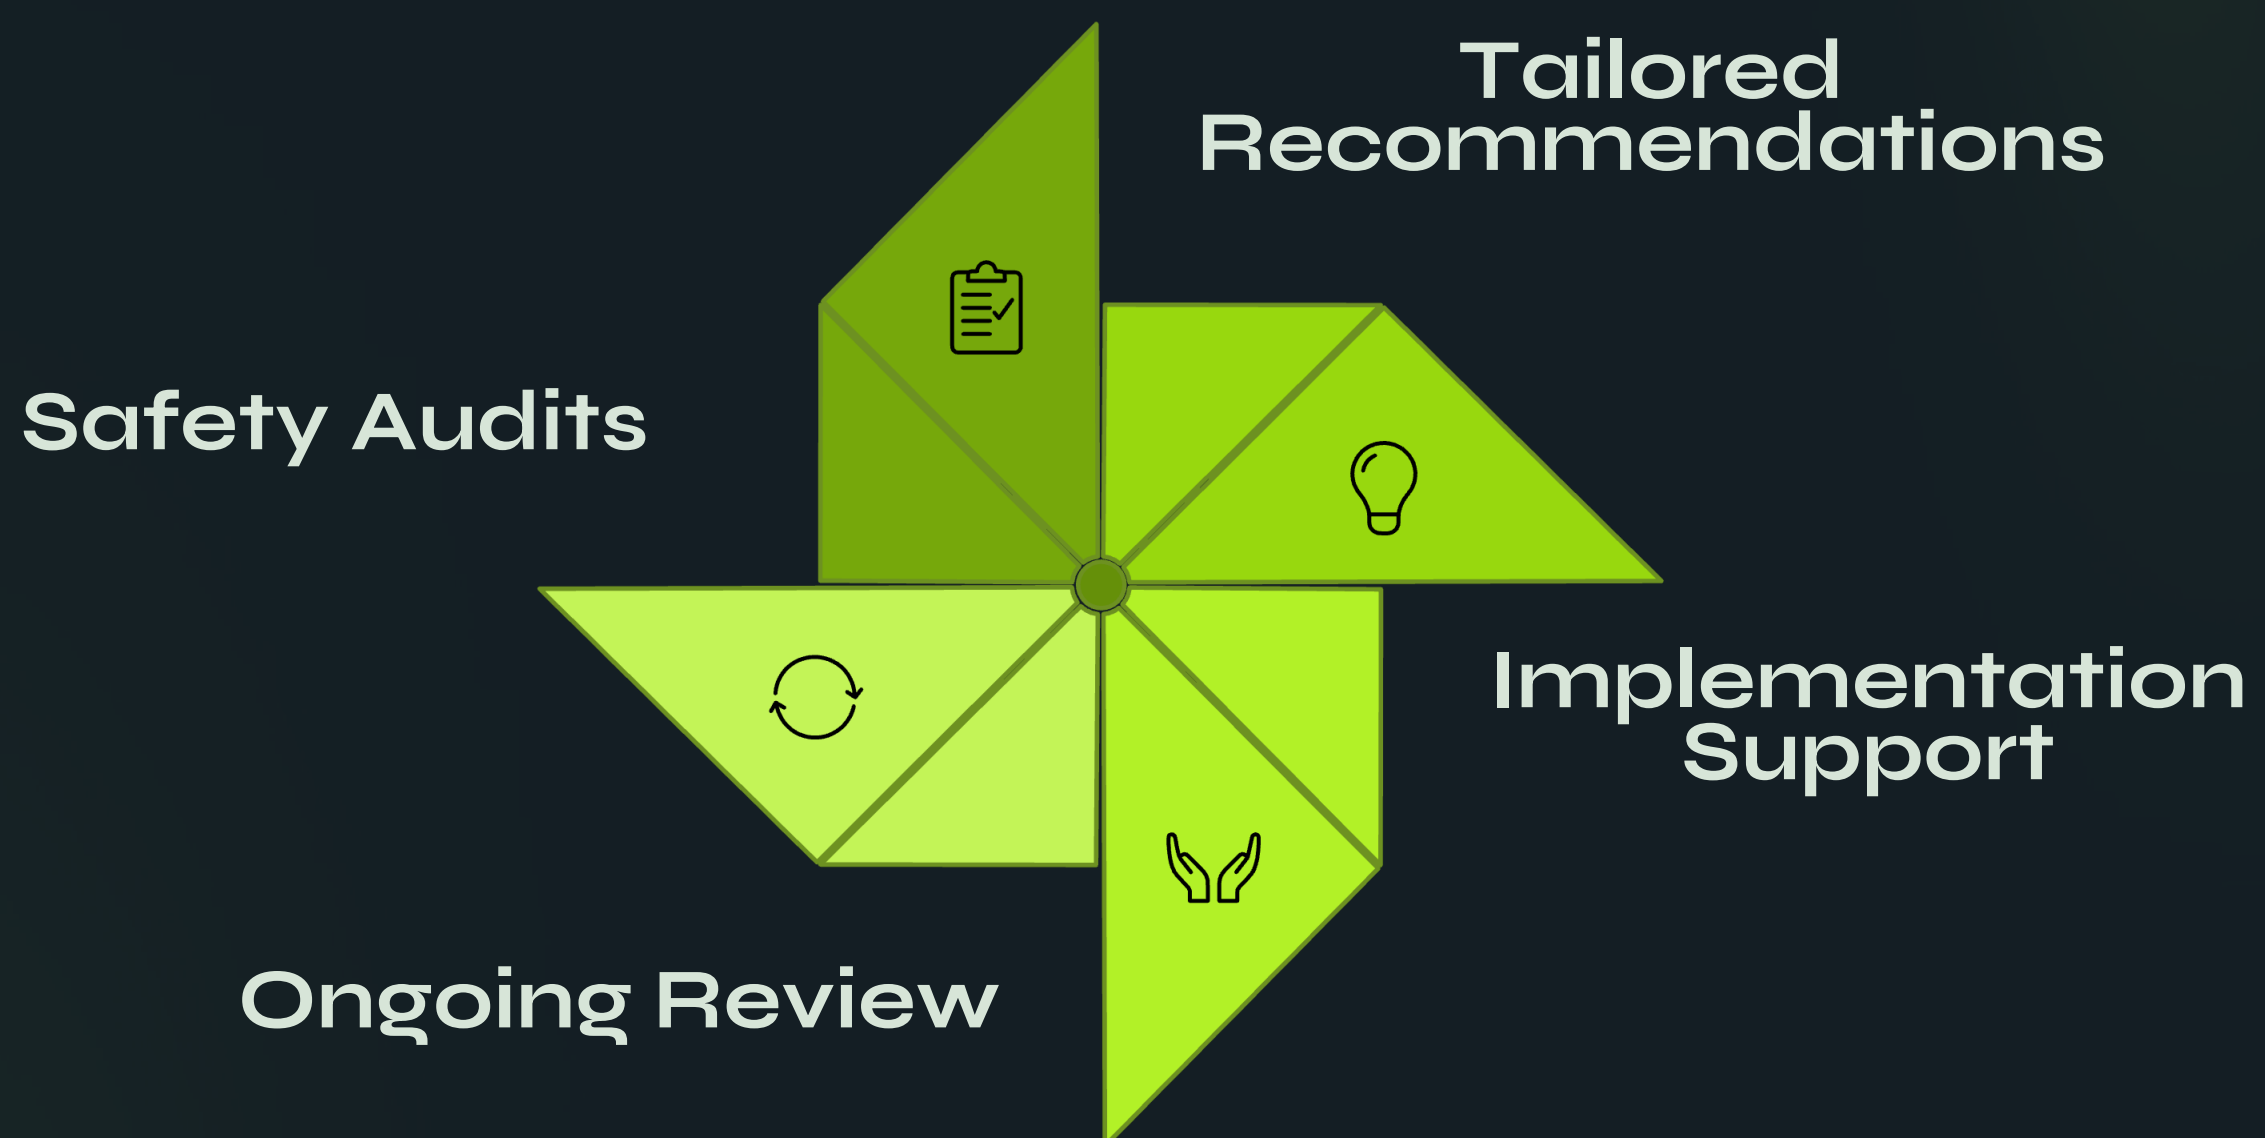 Tailored
Recommendations
Safety Audits
Implementation
Support
Ongoing Review